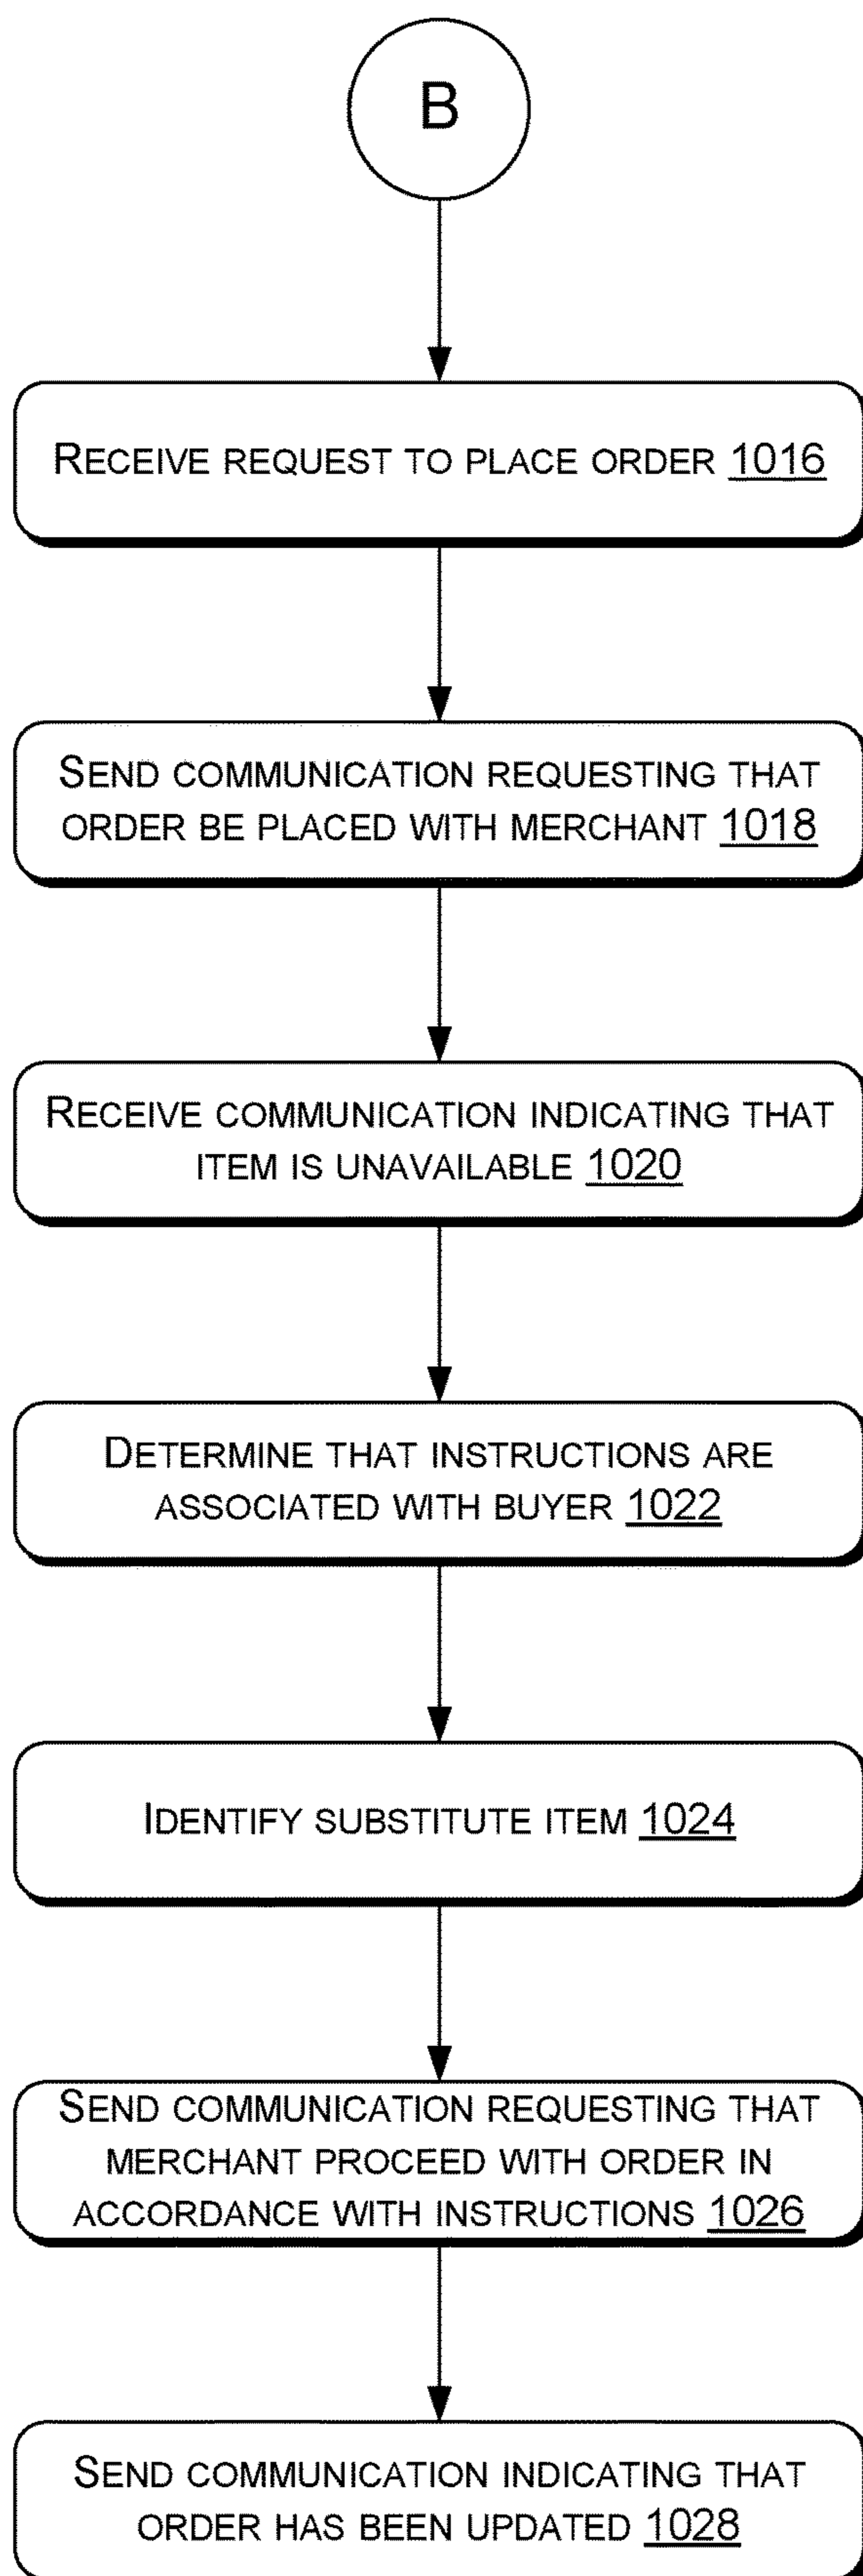 B
RECEIVE REQUEST TO PLACE ORDER 1016
SEND COMMUNICATION REQUESTING THAT
ORDER BE PLACED WITH MERCHANT 1018
RECEIVE COMMUNICATION INDICATING THAT
ITEM IS UNAVAILABLE 1020
DETERMINE THAT INSTRUCTIONS ARE
ASSOCIATED WITH BUYER 1022
IDENTIFY SUBSTITUTE ITEM 1024
SEND COMMUNICATION REQUESTING THAT
MERCHANT PROCEED WITH ORDER IN
ACCORDANCE WITH INSTRUCTIONS 1026
SEND COMMUNICATION INDICATING THAT
ORDER HAS BEEN UPDATED 1028